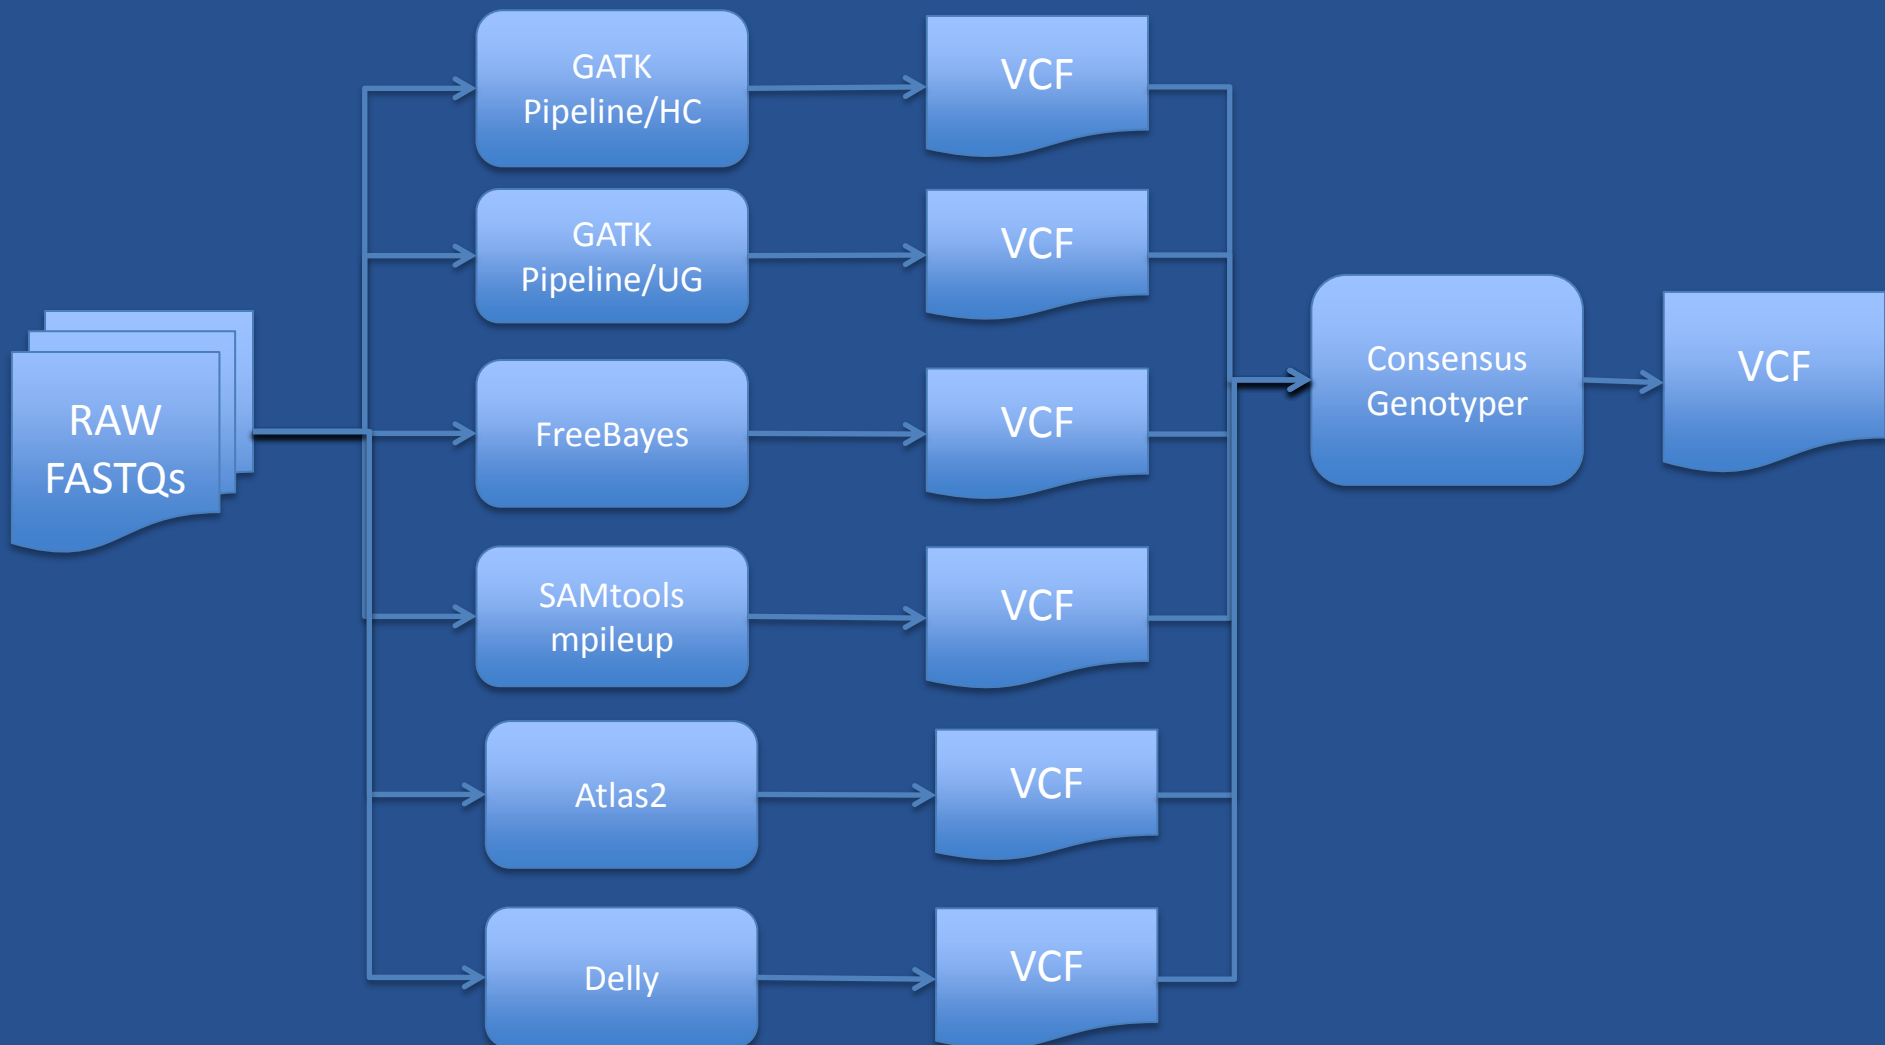 RAW
FASTQs
GATK
Pipeline/HC
VCF
GATK
Pipeline/UG
VCF
FreeBayes
VCF
SAMtools
mpileup
VCF
Atlas2
VCF
Delly
VCF
Consensus
Genotyper
VCF